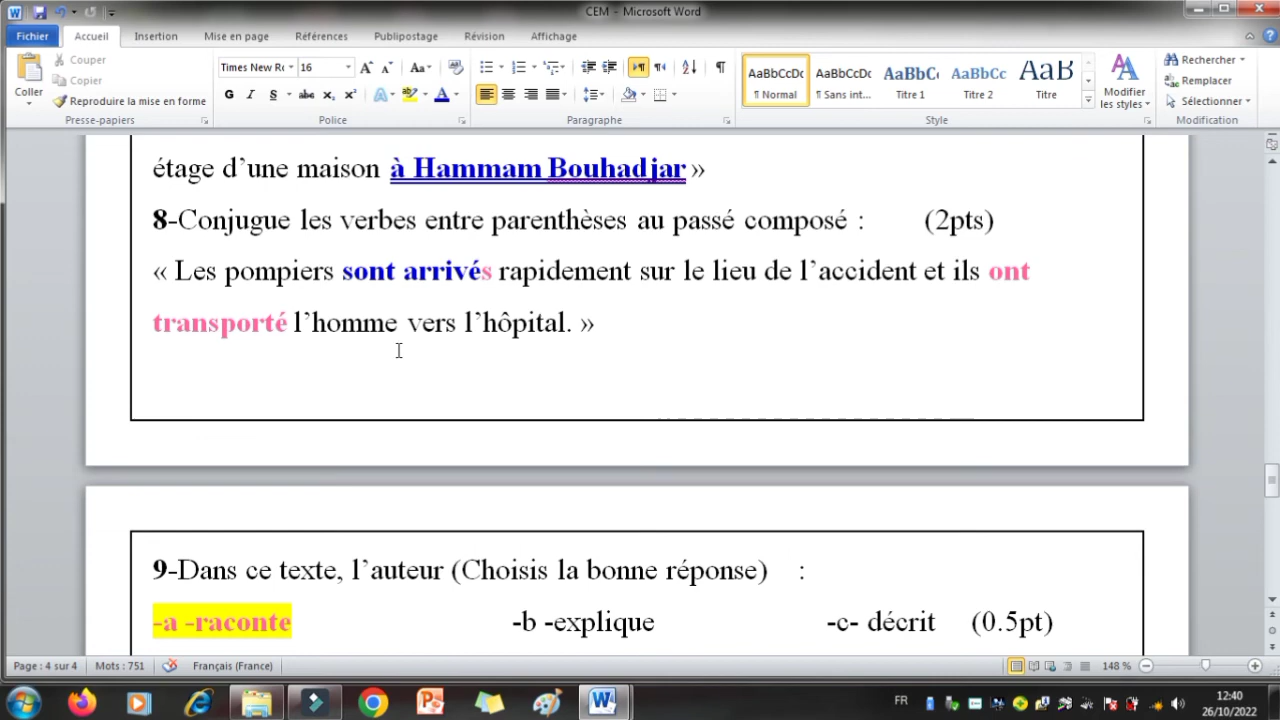 CEM - Microsoft Word
Fichier Accueil Insertion Mise en page Références Publipostage Révision Affichage
Coller
Couper
Copier
Reproduire la mise en forme
Presse-papiers
Times New Ro 16
G I S abc x₂ x²
Police
Paragraphe
AaBbCcDc AaBbCcDc AaBbC AaBbCc AaB
¶ Normal ¶ Sans int... Titre 1 Titre 2 Titre
Style
Modifier les styles
Rechercher
Remplacer
Sélectionner
Modification
étage d'une maison à Hammam Bouhadjar »
8-Conjugue les verbes entre parenthèses au passé composé : (2pts)
« Les pompiers sont arrivés rapidement sur le lieu de l'accident et ils ont
transporté l'homme vers l'hôpital. »
9-Dans ce texte, l'auteur (Choisis la bonne réponse) :
-a -raconte -b -explique -c- décrit (0.5pt)
Page : 4 sur 4 Mots : 751 Français (France) 148 %
FR 12:40
26/10/2022